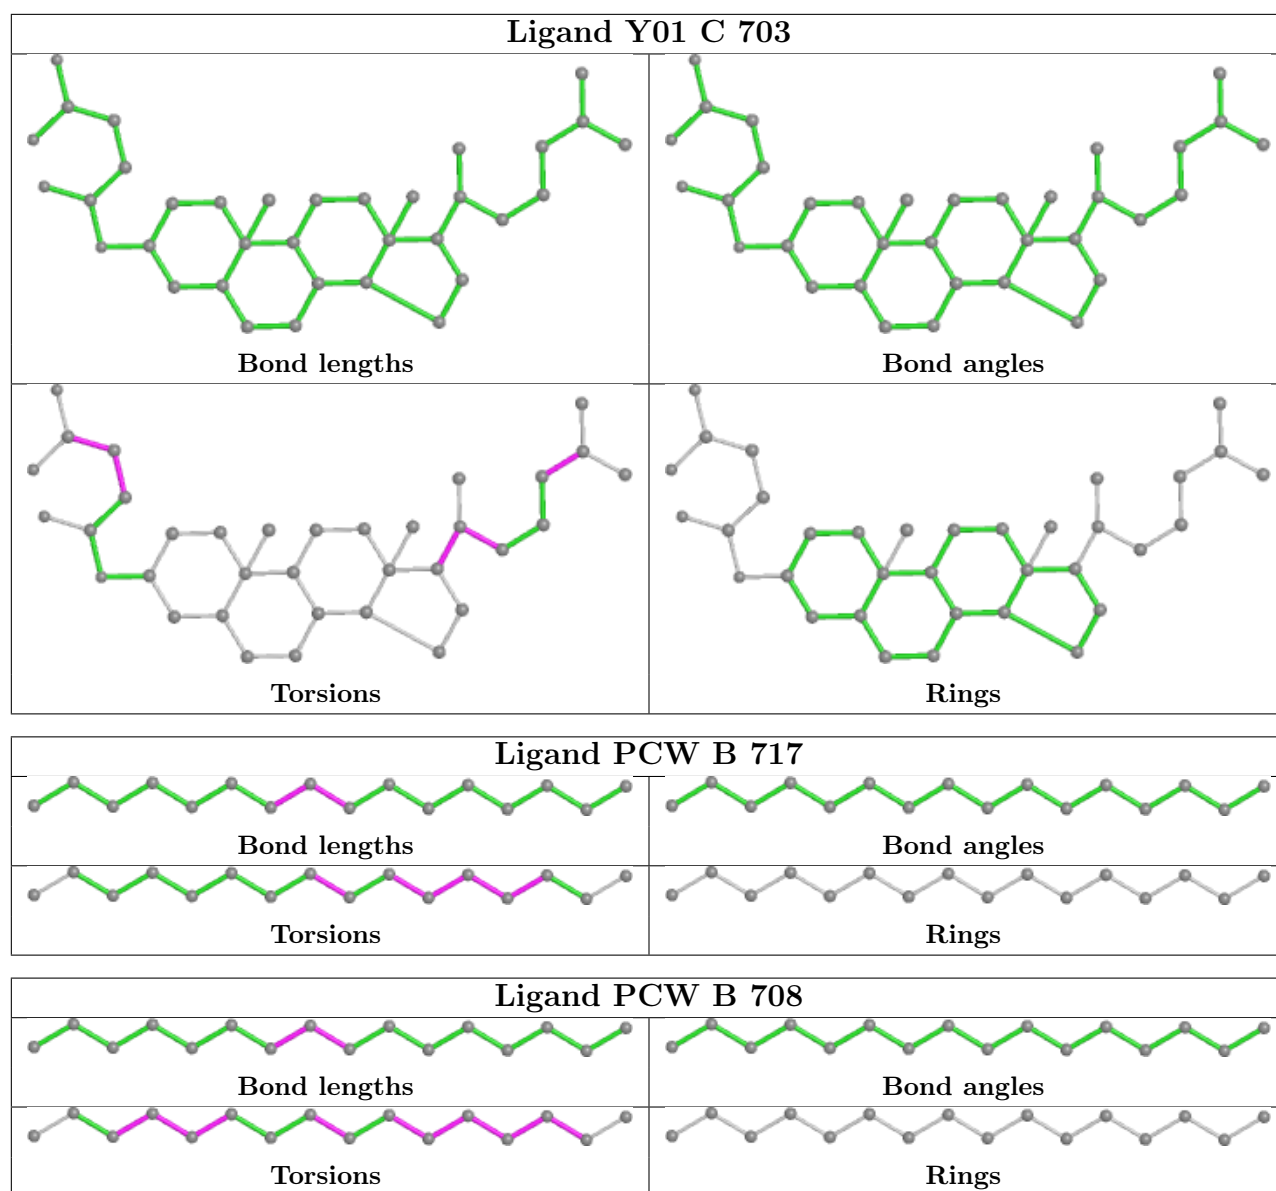 Ligand Y01 C 703
Bond lengths
Bond angles
Torsions
Rings
Ligand PCW B 717
Bond lengths
Bond angles
Torsions
Rings
Ligand PCW B 708
Bond lengths
Bond angles
Torsions
Rings